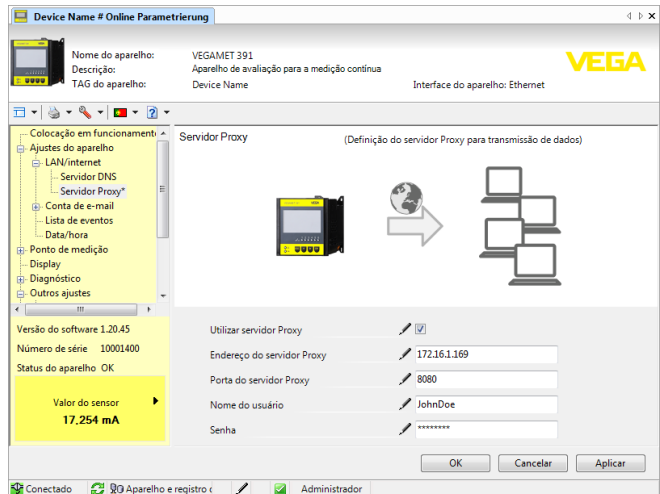 Device Name # Online Parametrierung
Nome do aparelho: VEGAMET 391
Descrição: Aparelho de avaliação para a medição contínua
TAG do aparelho: Device Name Interface do aparelho: Ethernet
VEGA
Colocação em funcionament
Ajustes do aparelho
LAN/internet
Servidor DNS
Servidor Proxy*
Conta de e-mail
Lista de eventos
Data/hora
Ponto de medição
Display
Diagnóstico
Outros ajustes
Versão do software 1.20.45
Número de série 10001400
Status do aparelho OK
Valor do sensor
17,254 mA
Servidor Proxy (Definição do servidor Proxy para transmissão de dados)
Utilizar servidor Proxy
Endereço do servidor Proxy 172.16.1.169
Porta do servidor Proxy 8080
Nome do usuário JohnDoe
Senha ********
OK Cancelar Aplicar
Conectado Aparelho e registro d Administrador